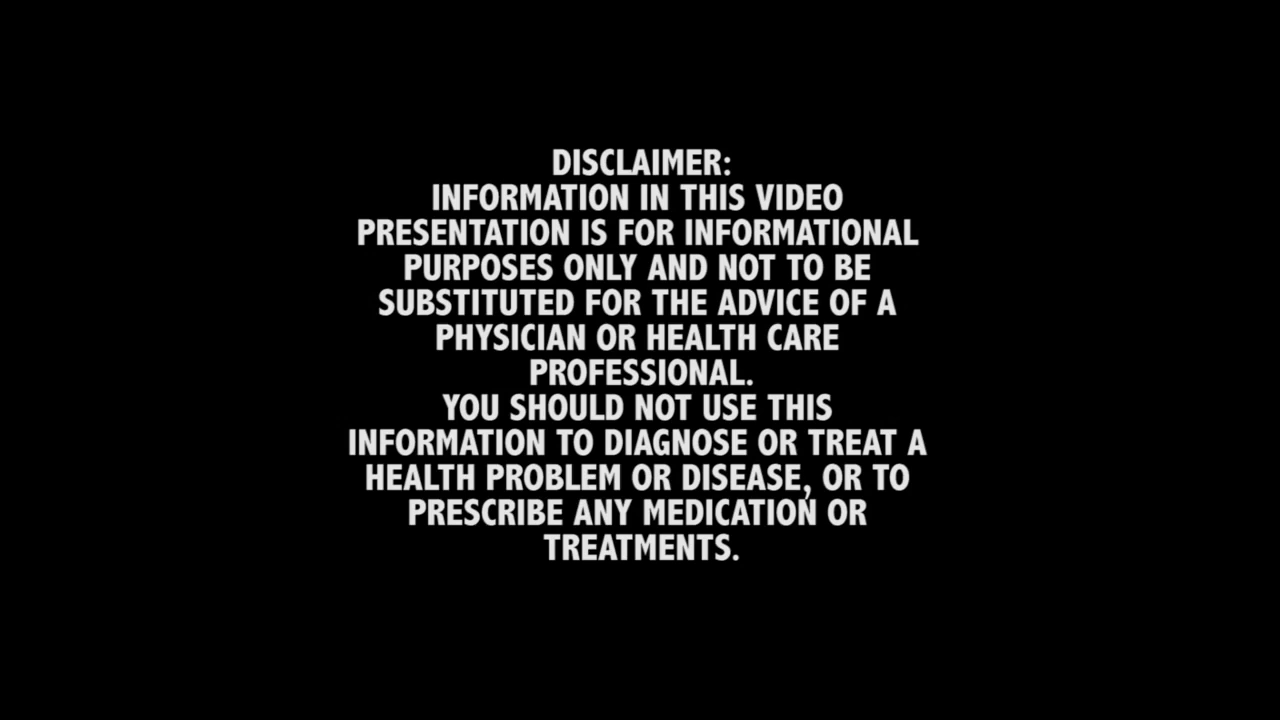 DISCLAIMER:
INFORMATION IN THIS VIDEO
PRESENTATION IS FOR INFORMATIONAL
PURPOSES ONLY AND NOT TO BE
SUBSTITUTED FOR THE ADVICE OF A
PHYSICIAN OR HEALTH CARE
PROFESSIONAL.
YOU SHOULD NOT USE THIS
INFORMATION TO DIAGNOSE OR TREAT A
HEALTH PROBLEM OR DISEASE, OR TO
PRESCRIBE ANY MEDICATION OR
TREATMENTS.